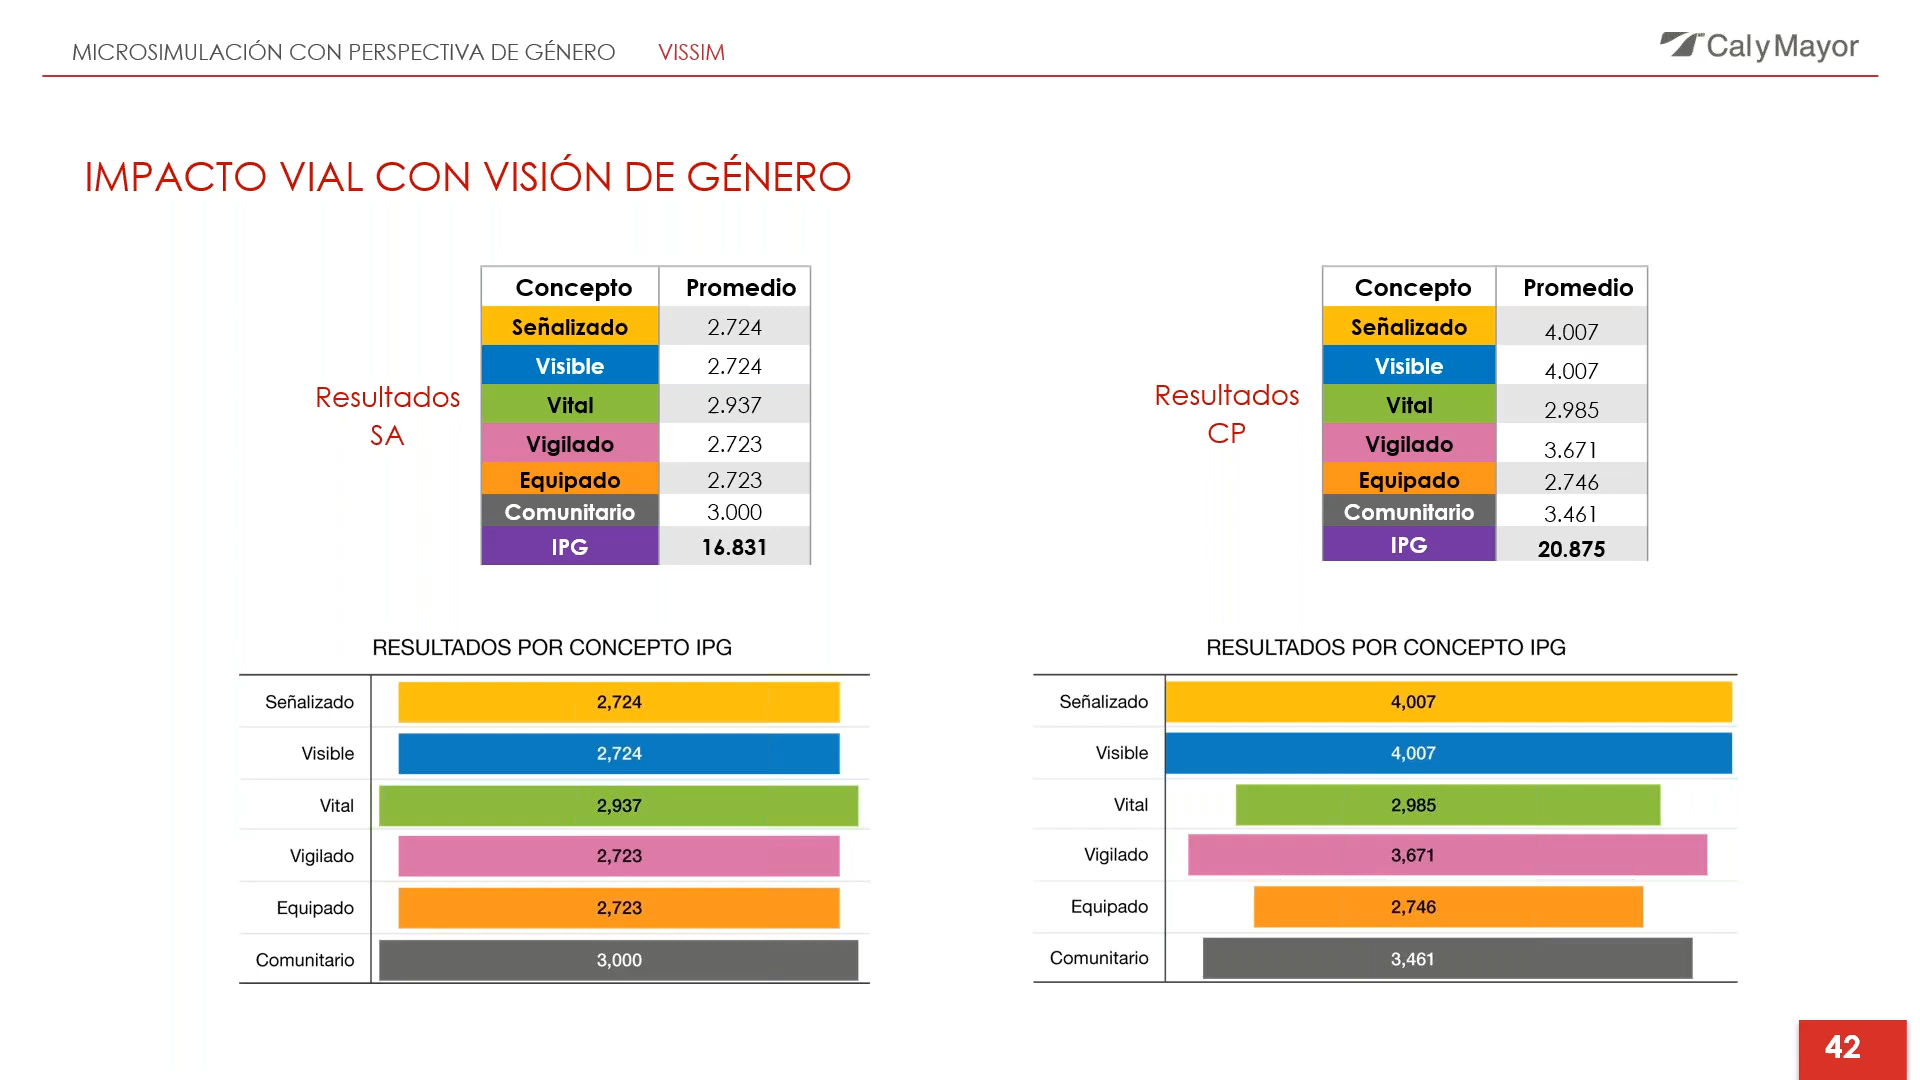 MICROSIMULACIÓN CON PERSPECTIVA DE GÉNERO VISSIM
CalyMayor
IMPACTO VIAL CON VISIÓN DE GÉNERO
Resultados
SA
Concepto Promedio
Señalizado 2.724
Visible 2.724
Vital 2.937
Vigilado 2.723
Equipado 2.723
Comunitario 3.000
IPG 16.831
Resultados
CP
Concepto Promedio
Señalizado 4.007
Visible 4.007
Vital 2.985
Vigilado 3.671
Equipado 2.746
Comunitario 3.461
IPG 20.875
RESULTADOS POR CONCEPTO IPG
Señalizado 2,724
Visible 2,724
Vital 2,937
Vigilado 2,723
Equipado 2,723
Comunitario 3,000
RESULTADOS POR CONCEPTO IPG
Señalizado 4,007
Visible 4,007
Vital 2,985
Vigilado 3,671
Equipado 2,746
Comunitario 3,461
42